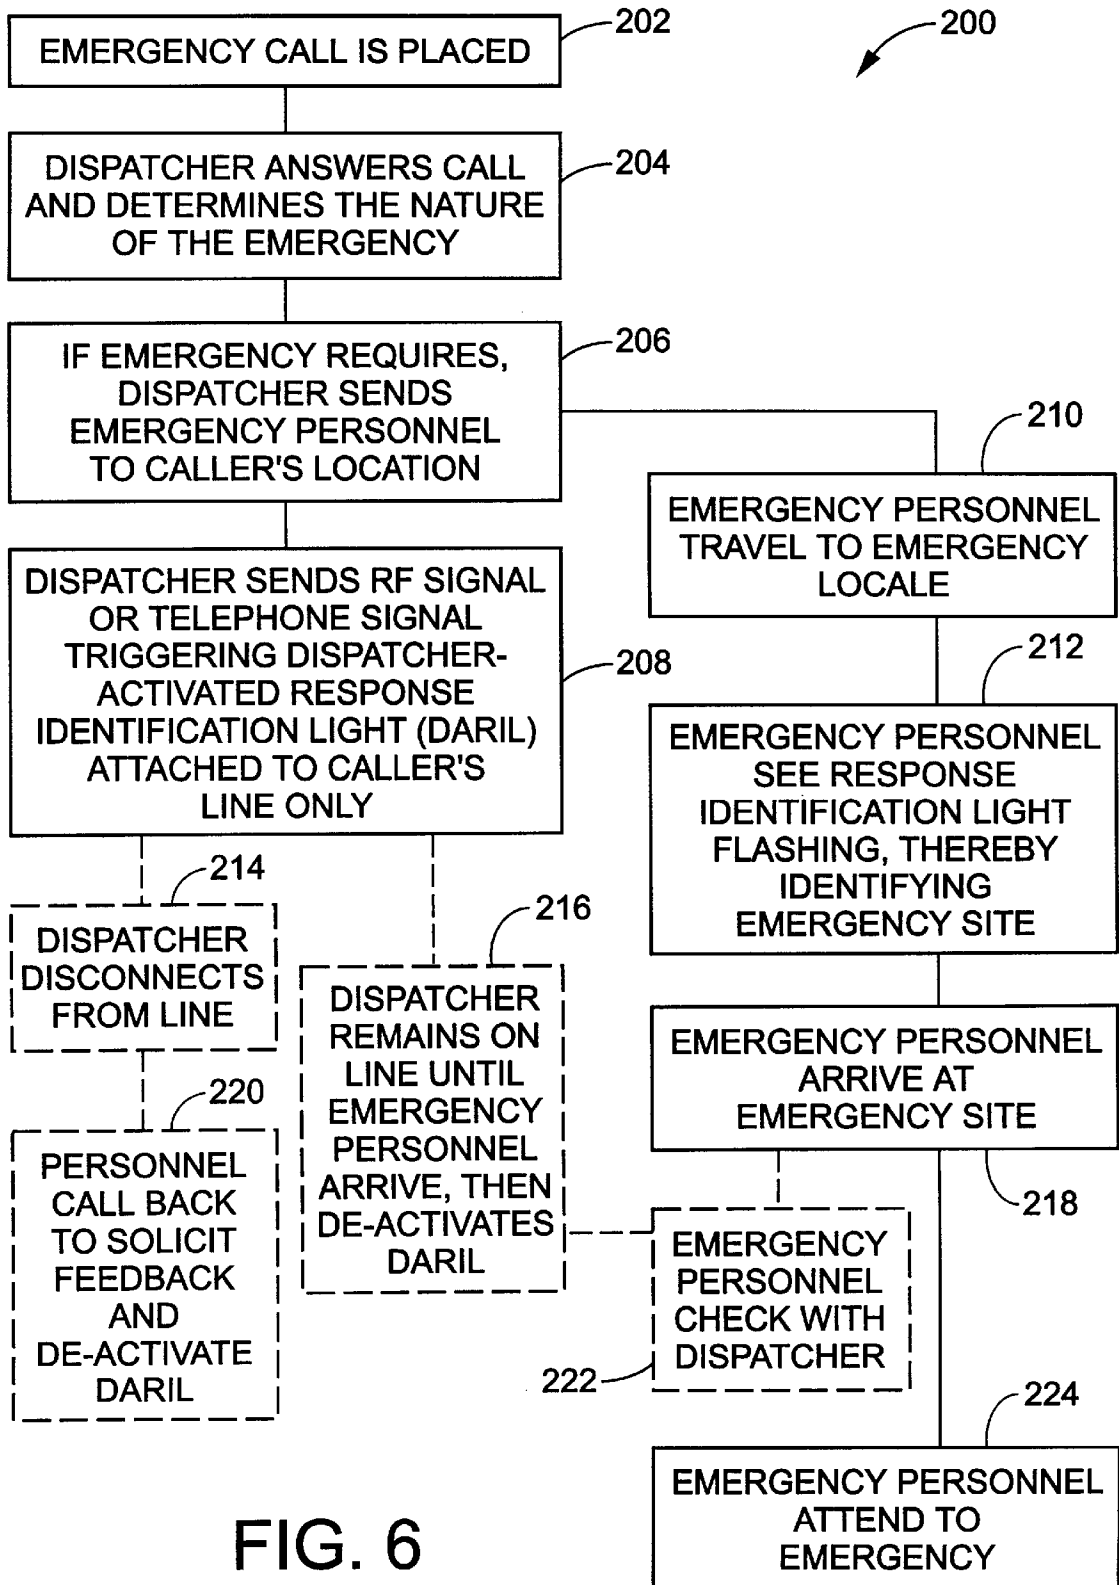 EMERGENCY CALL IS PLACED
202
200
DISPATCHER ANSWERS CALL
AND DETERMINES THE NATURE
OF THE EMERGENCY
204
IF EMERGENCY REQUIRES,
DISPATCHER SENDS
EMERGENCY PERSONNEL
TO CALLER'S LOCATION
206
DISPATCHER SENDS RF SIGNAL
OR TELEPHONE SIGNAL
TRIGGERING DISPATCHER-
ACTIVATED RESPONSE
IDENTIFICATION LIGHT (DARIL)
ATTACHED TO CALLER'S
LINE ONLY
208
210
EMERGENCY PERSONNEL
TRAVEL TO EMERGENCY
LOCALE
212
EMERGENCY PERSONNEL
SEE RESPONSE
IDENTIFICATION LIGHT
FLASHING, THEREBY
IDENTIFYING
EMERGENCY SITE
214
DISPATCHER
DISCONNECTS
FROM LINE
216
DISPATCHER
REMAINS ON
LINE UNTIL
EMERGENCY
PERSONNEL
ARRIVE, THEN
DE-ACTIVATES
DARIL
EMERGENCY PERSONNEL
ARRIVE AT
EMERGENCY SITE
218
220
PERSONNEL
CALL BACK
TO SOLICIT
FEEDBACK
AND
DE-ACTIVATE
DARIL
EMERGENCY
PERSONNEL
CHECK WITH
DISPATCHER
222
224
EMERGENCY PERSONNEL
ATTEND TO
EMERGENCY
FIG. 6